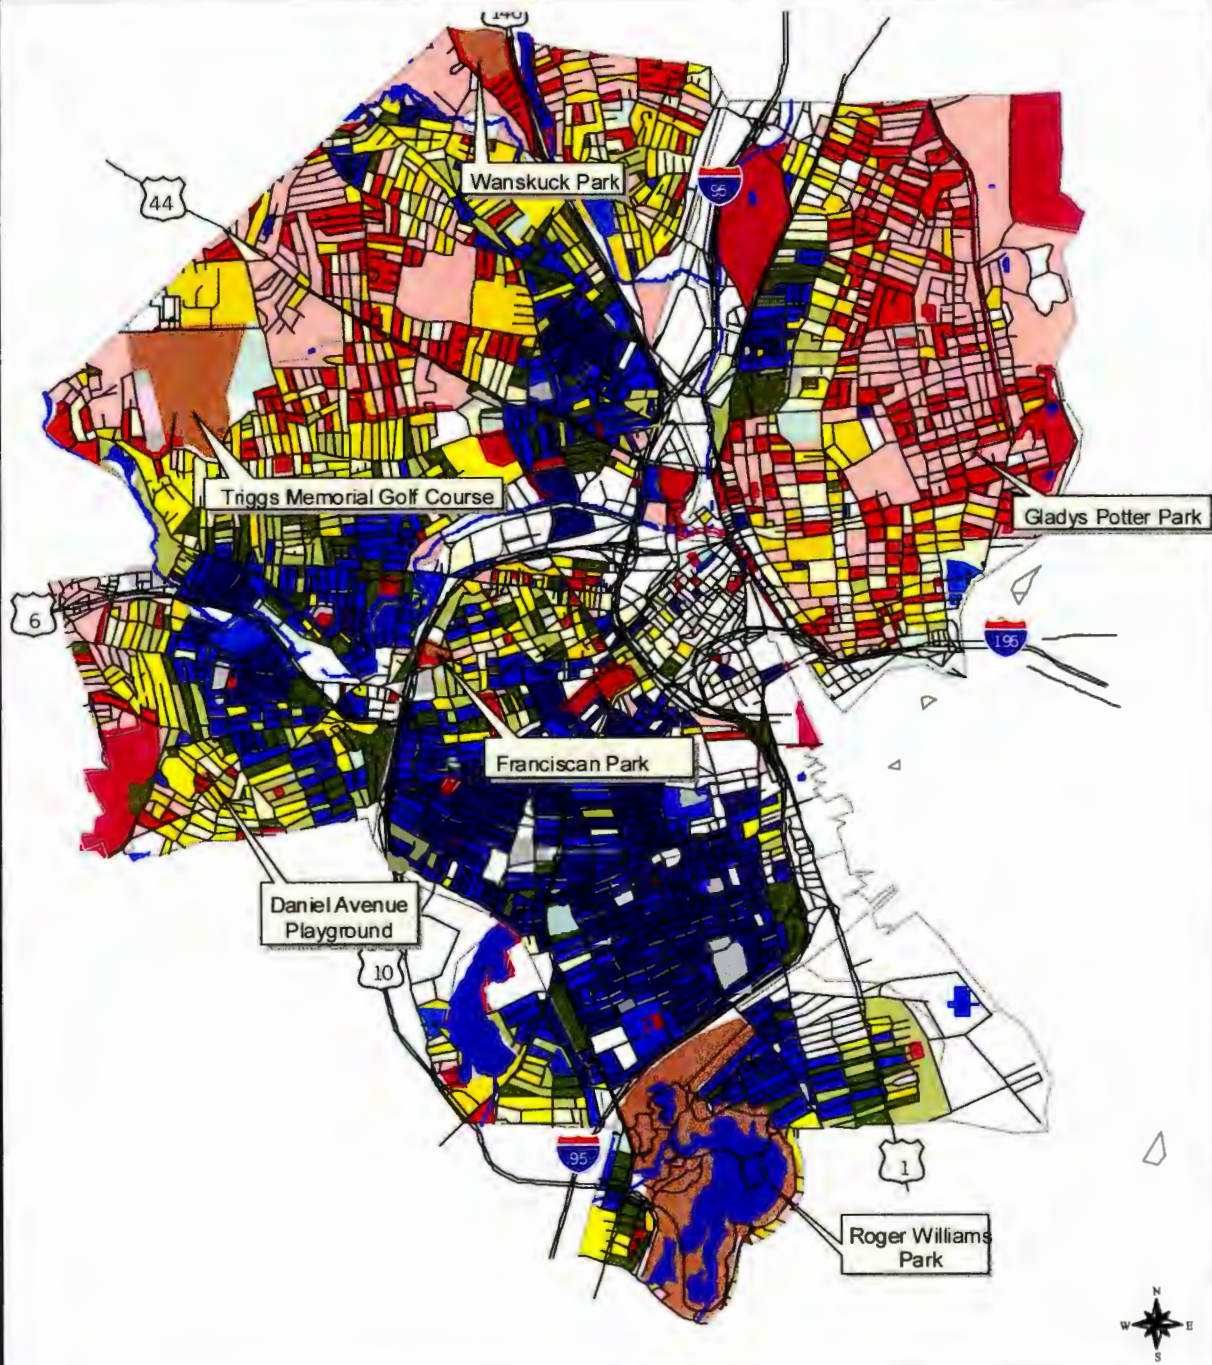 146
Wanskuck Park
95
44
Triggs Memorial Golf Course
Gladys Potter Park
6
195
Franciscan Park
Daniel Avenue
Playground
10
95
1
Roger Williams
Park
N
W
E
S